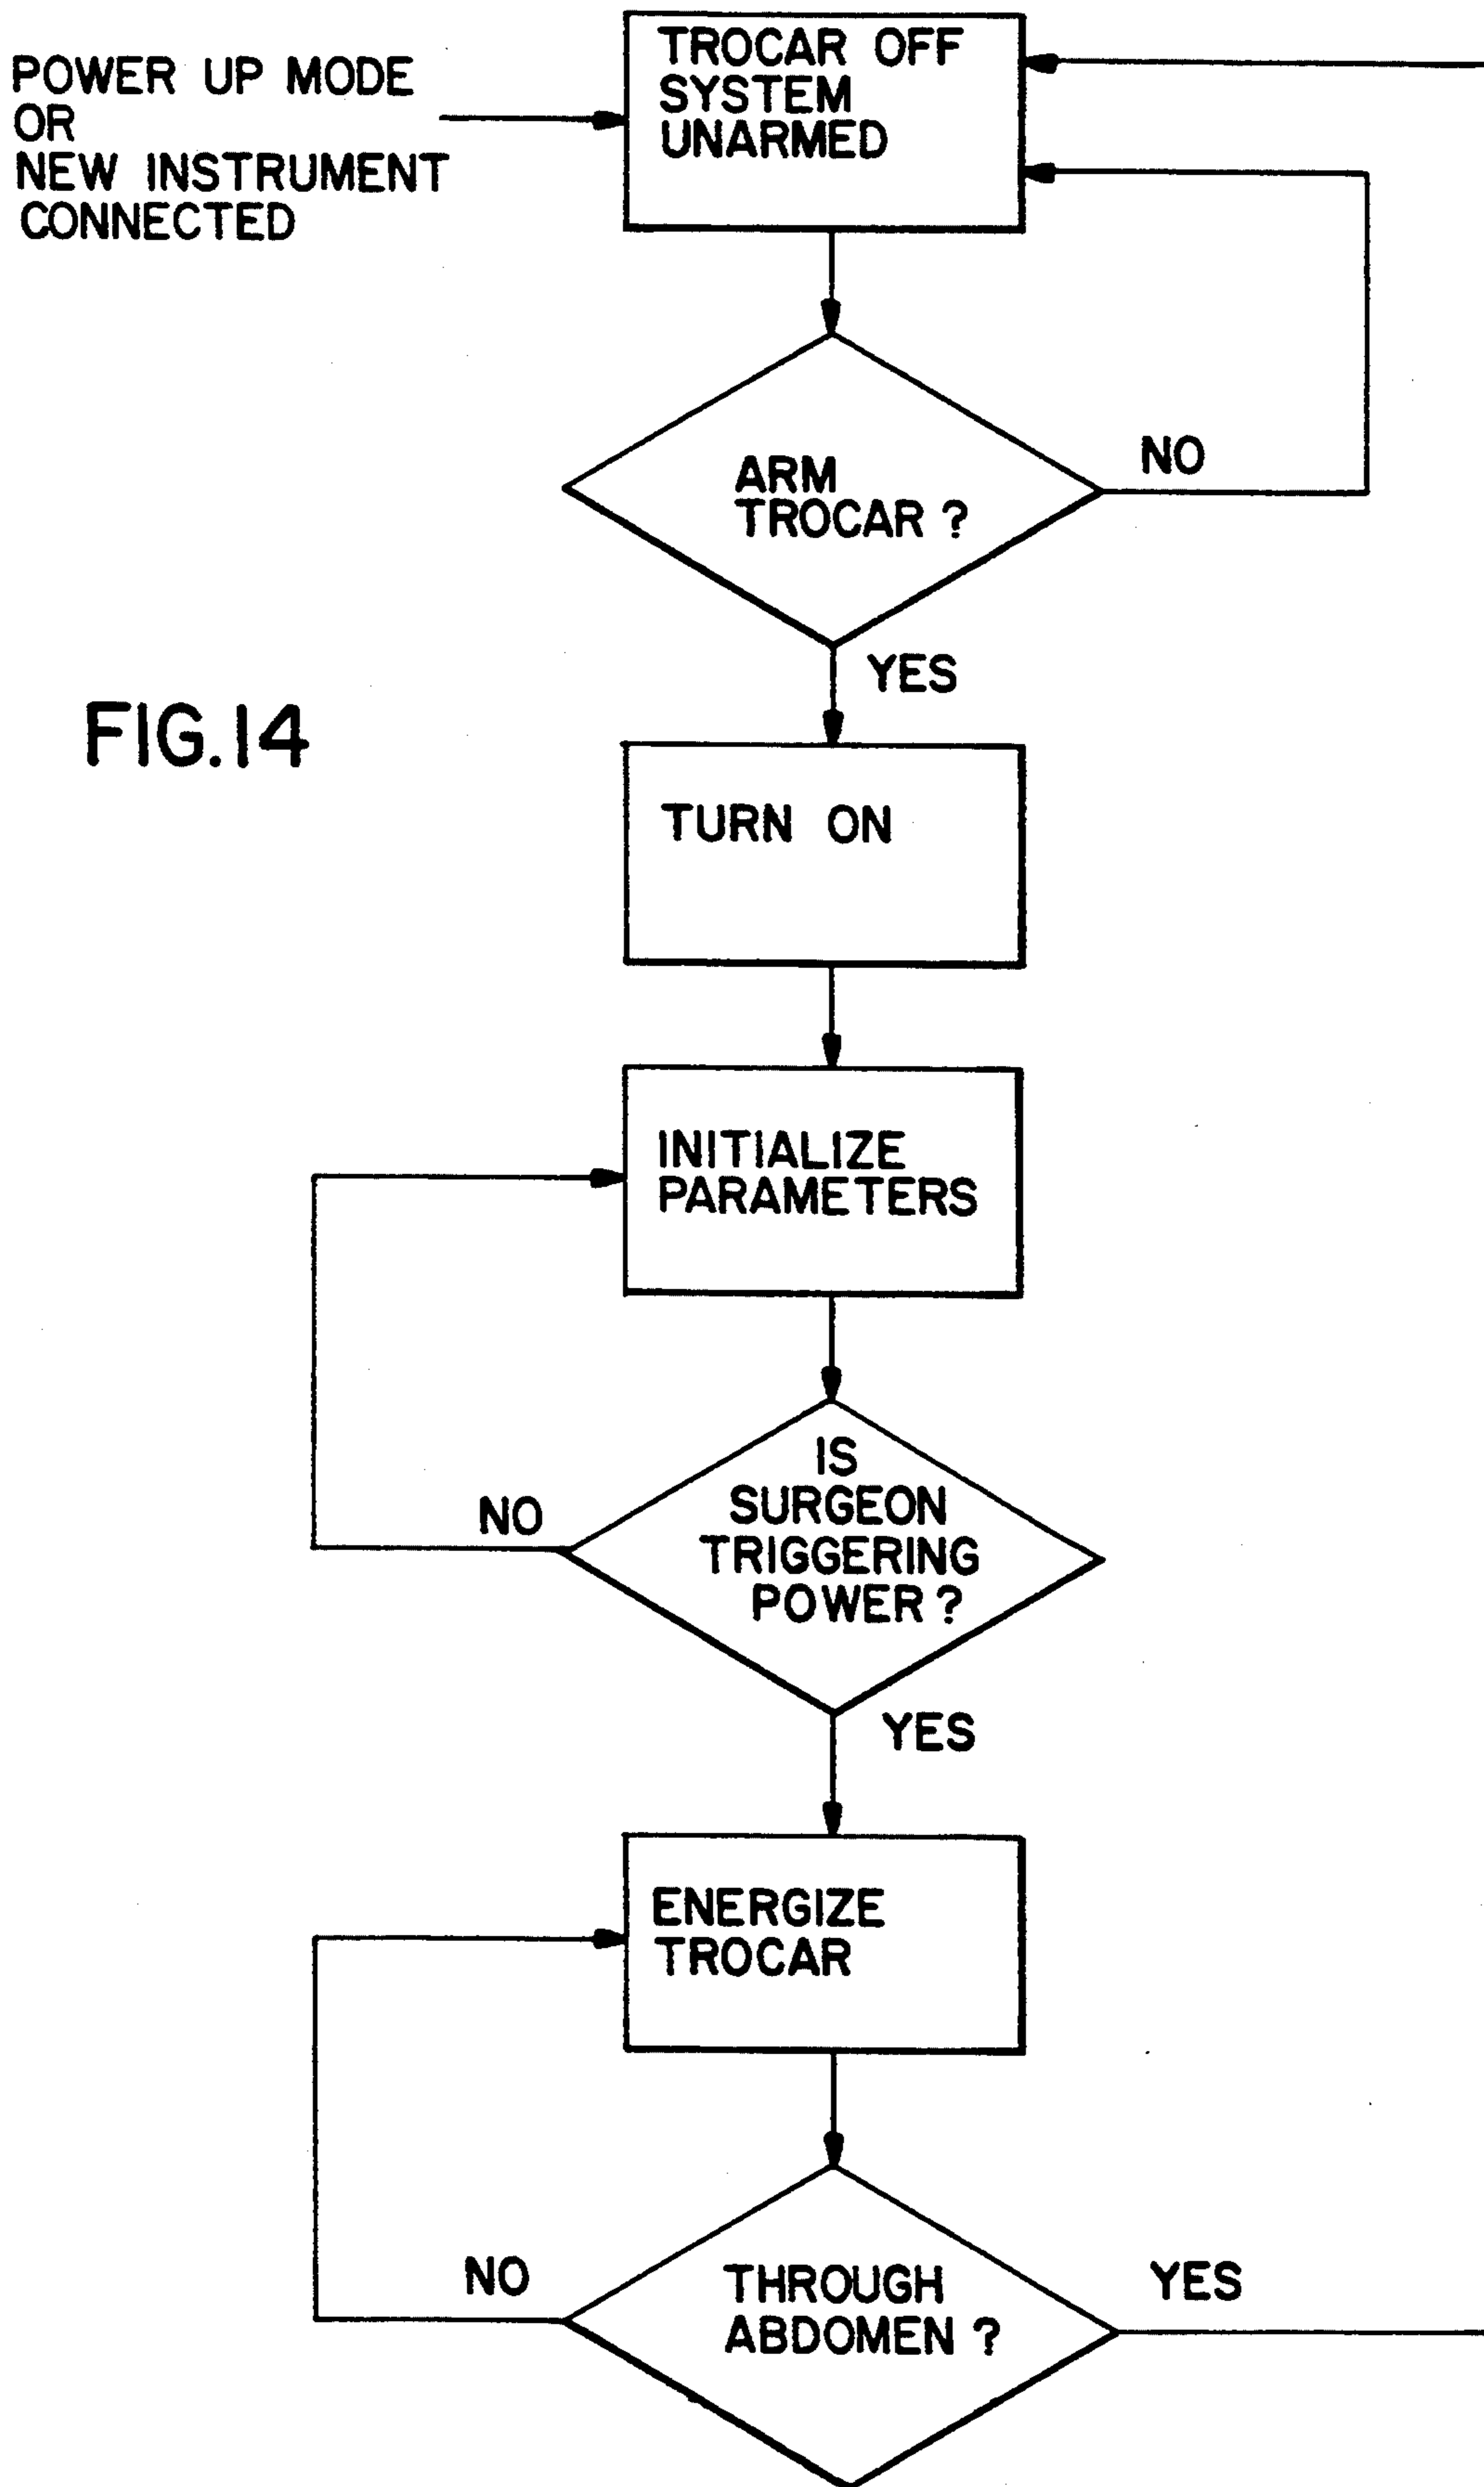 POWER UP MODE
OR
NEW INSTRUMENT
CONNECTED
TROCAR OFF
SYSTEM
UNARMED
ARM
TROCAR ?
NO
YES
FIG.14
TURN ON
INITIALIZE
PARAMETERS
IS
SURGEON
TRIGGERING
POWER ?
NO
YES
ENERGIZE
TROCAR
THROUGH
ABDOMEN ?
NO
YES